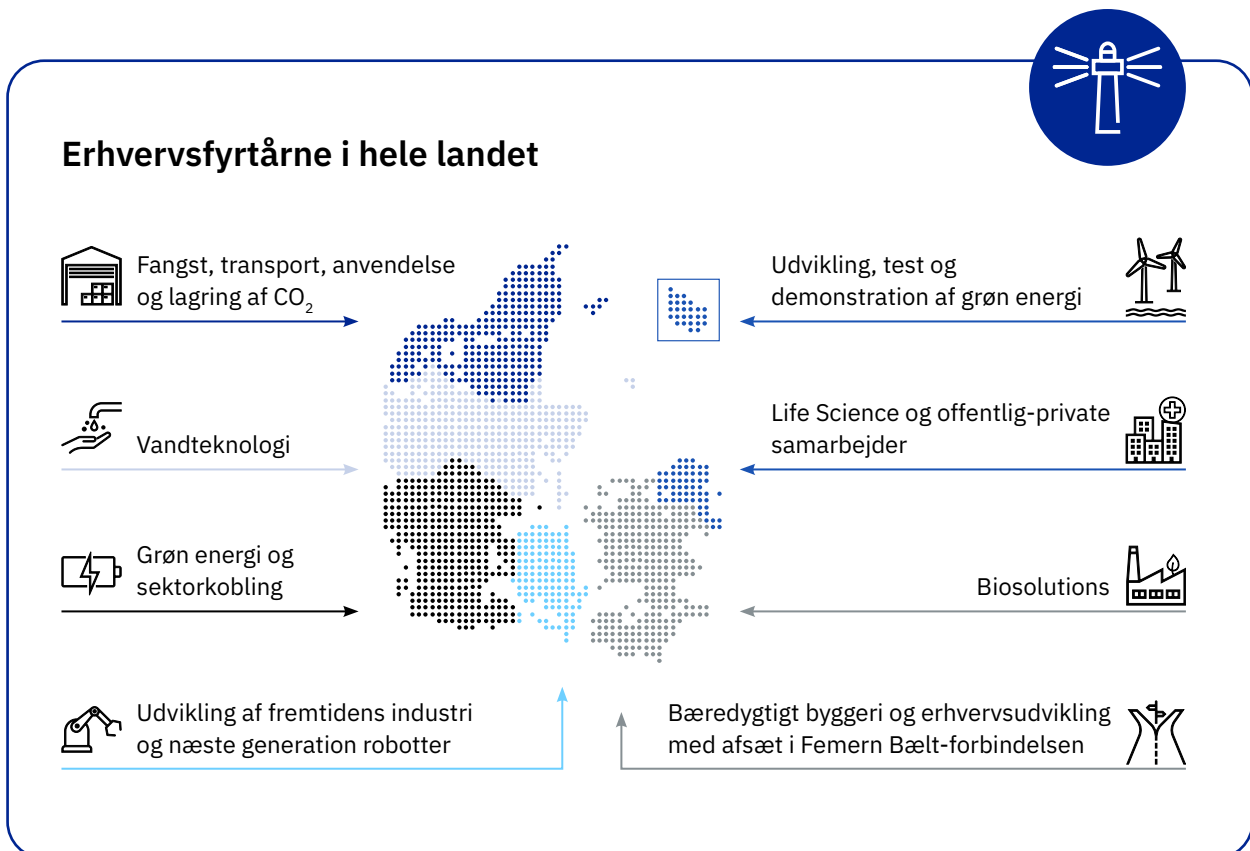 Erhvervsfyrtårne i hele landet
Fangst, transport, anvendelse
og lagring af CO₂
Vandteknologi
Grøn energi og
sektorkobling
Udvikling af fremtidens industri
og næste generation robotter
Udvikling, test og
demonstration af grøn energi
Life Science og offentlig-private
samarbejder
Biosolutions
Bæredygtigt byggeri og erhvervsudvikling
med afsæt i Femern Bælt-forbindelsen